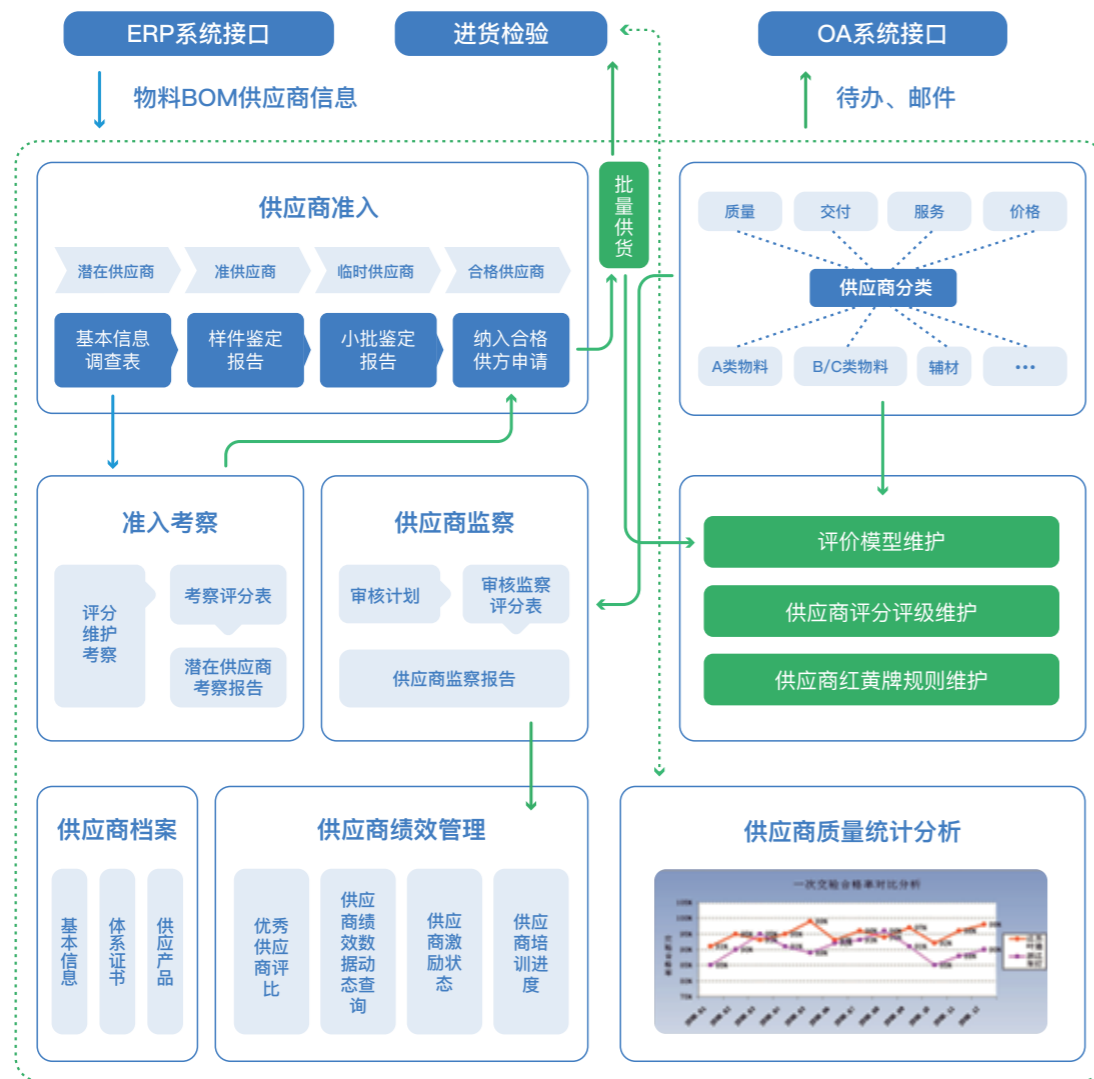 ERP系统接口
进货检验
OA系统接口
物料BOM供应商信息
待办、邮件
供应商准入
潜在供应商
准供应商
临时供应商
合格供应商
基本信息
调查表
样件鉴定
报告
小批鉴定
报告
纳入合格
供方申请
批量供货
质量
交付
服务
价格
供应商分类
A类物料
B/C类物料
辅材
···
准入考察
评分
维护
考察
考察评分表
潜在供应商
考察报告
供应商监察
审核计划
审核监察
评分表
供应商监察报告
评价模型维护
供应商评分评级维护
供应商红黄牌规则维护
供应商档案
基本信息
体系证书
供应产品
供应商绩效管理
优秀
供应
商评
比
供应
商绩
效数
据动
态查
询
供应
商激
励状
态
供应
商培
训进
度
供应商质量统计分析
一次交验合格率对比分析